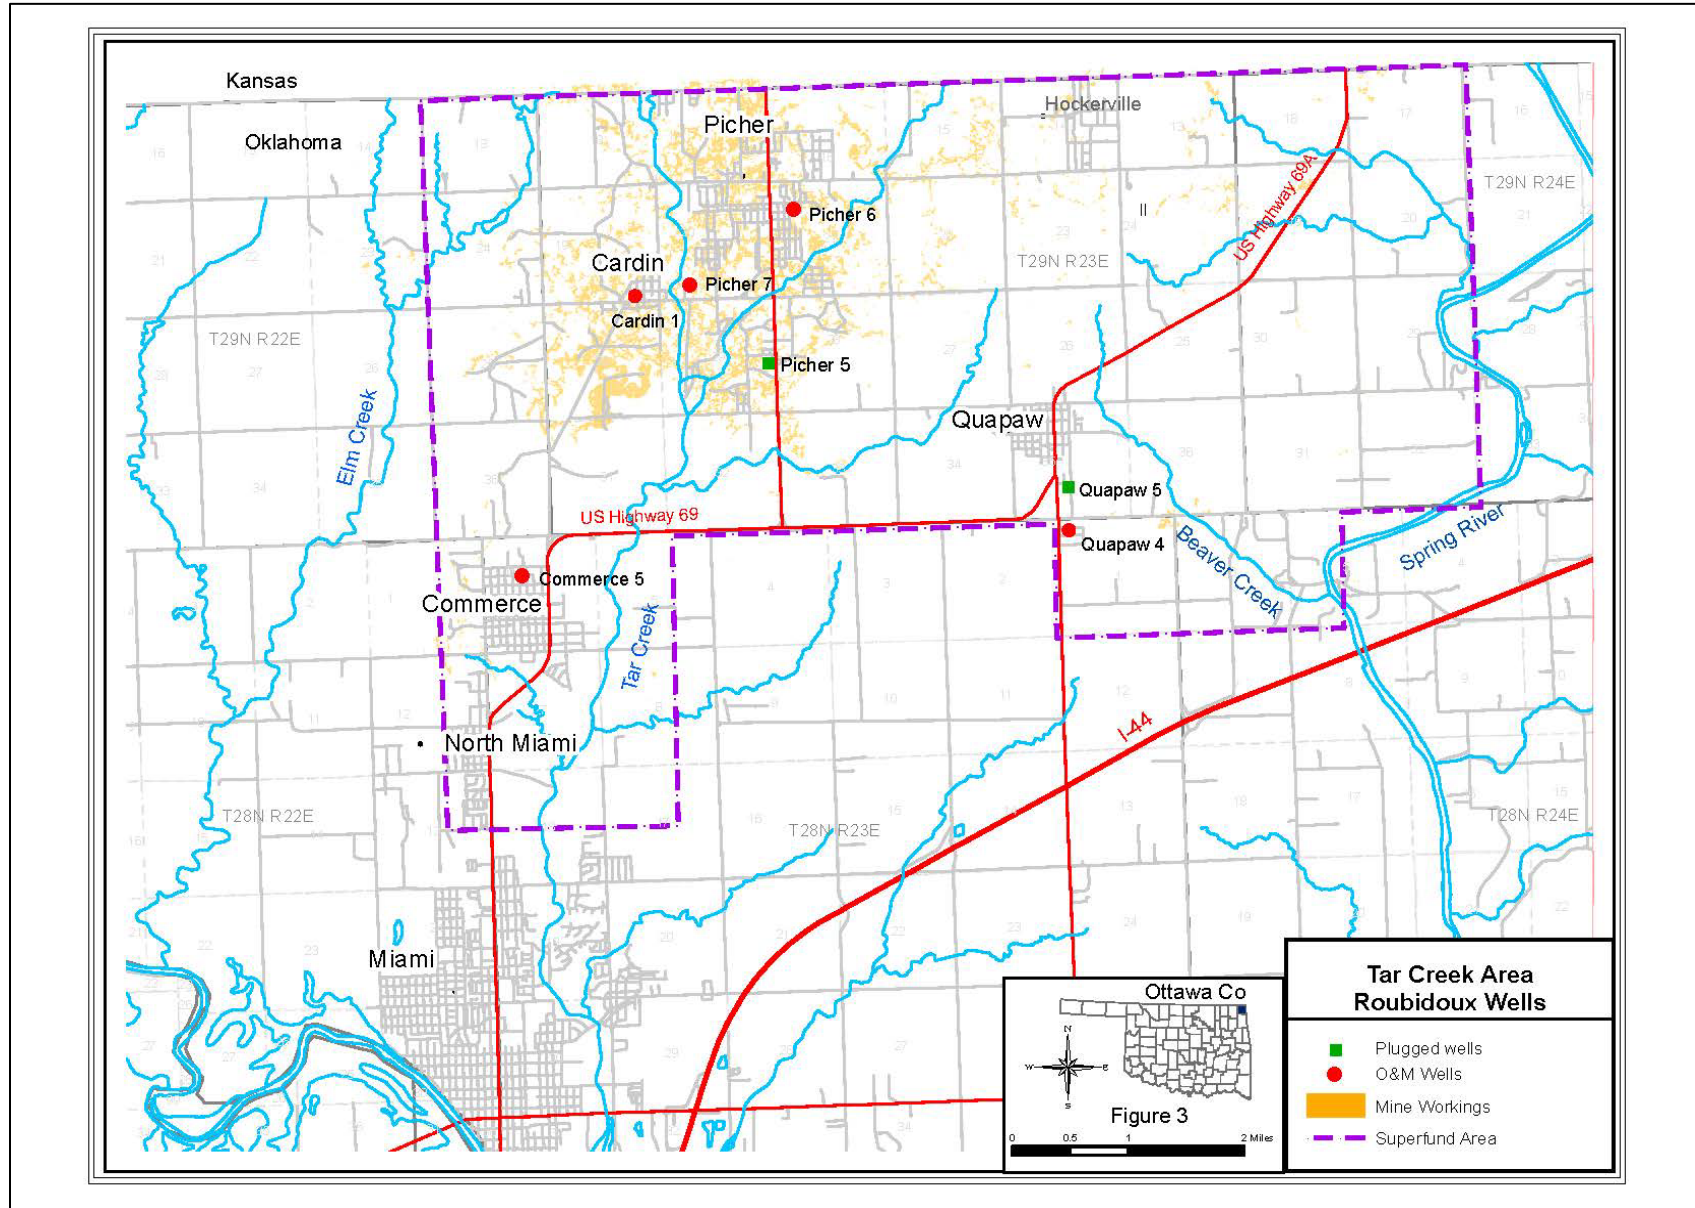 Kansas
Oklahoma
Picher
Hockerville
US Highway 69A
T29N R24E
Picher 6
II
T29N R23E
Cardin
Picher 7
Cardin 1
T29N R22E
Picher 5
Elm Creek
Quapaw
Quapaw 5
US Highway 69
Quapaw 4
Beaver Creek
Spring River
Commerce 5
Commerce
Tar Creek
I-44
North Miami
T28N R22E
T28N R23E
T28N R24E
Miami
Ottawa Co
N
W
E
S
Figure 3
0 0.5 1 2 Miles
Tar Creek Area
Roubidoux Wells
Plugged wells
O&M Wells
Mine Workings
Superfund Area